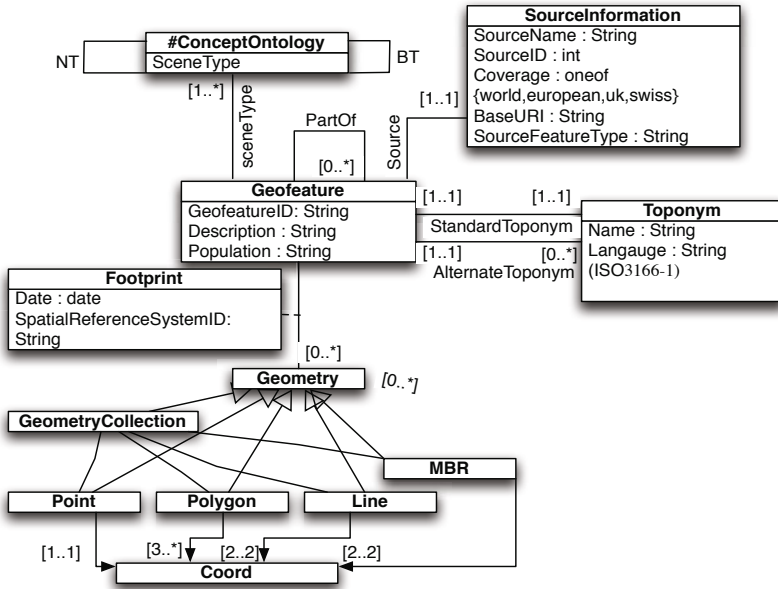 #ConceptOntology
SceneType
NT
BT
[1..*]
sceneType
SourceInformation
SourceName : String
SourceID : int
Coverage : oneof
{world,european,uk,swiss}
BaseURI : String
SourceFeatureType : String
[1..1]
Source
PartOf
[0..*]
Geofeature
GeofeatureID: String
Description : String
Population : String
[1..1]
[1..1]
StandardToponym
[1..1]
[0..*]
AlternateToponym
Toponym
Name : String
Langauge : String
(ISO3166-1)
Footprint
Date : date
SpatialReferenceSystemID:
String
[0..*]
Geometry
[0..*]
GeometryCollection
MBR
Point
Polygon
Line
[1..1]
[3..*]
[2..2]
[2..2]
Coord